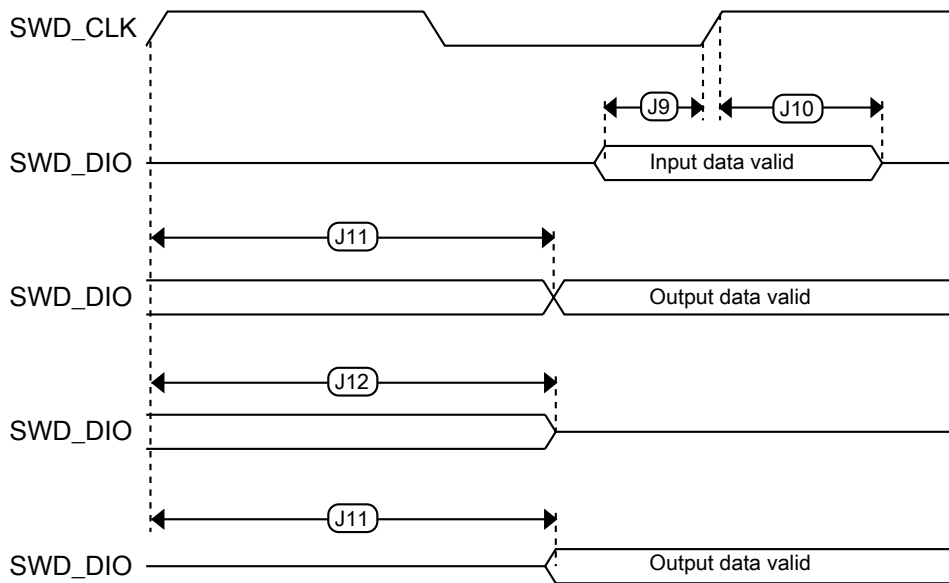 SWD_CLK
J9
J10
SWD_DIO
Input data valid
J11
SWD_DIO
Output data valid
J12
SWD_DIO
J11
SWD_DIO
Output data valid